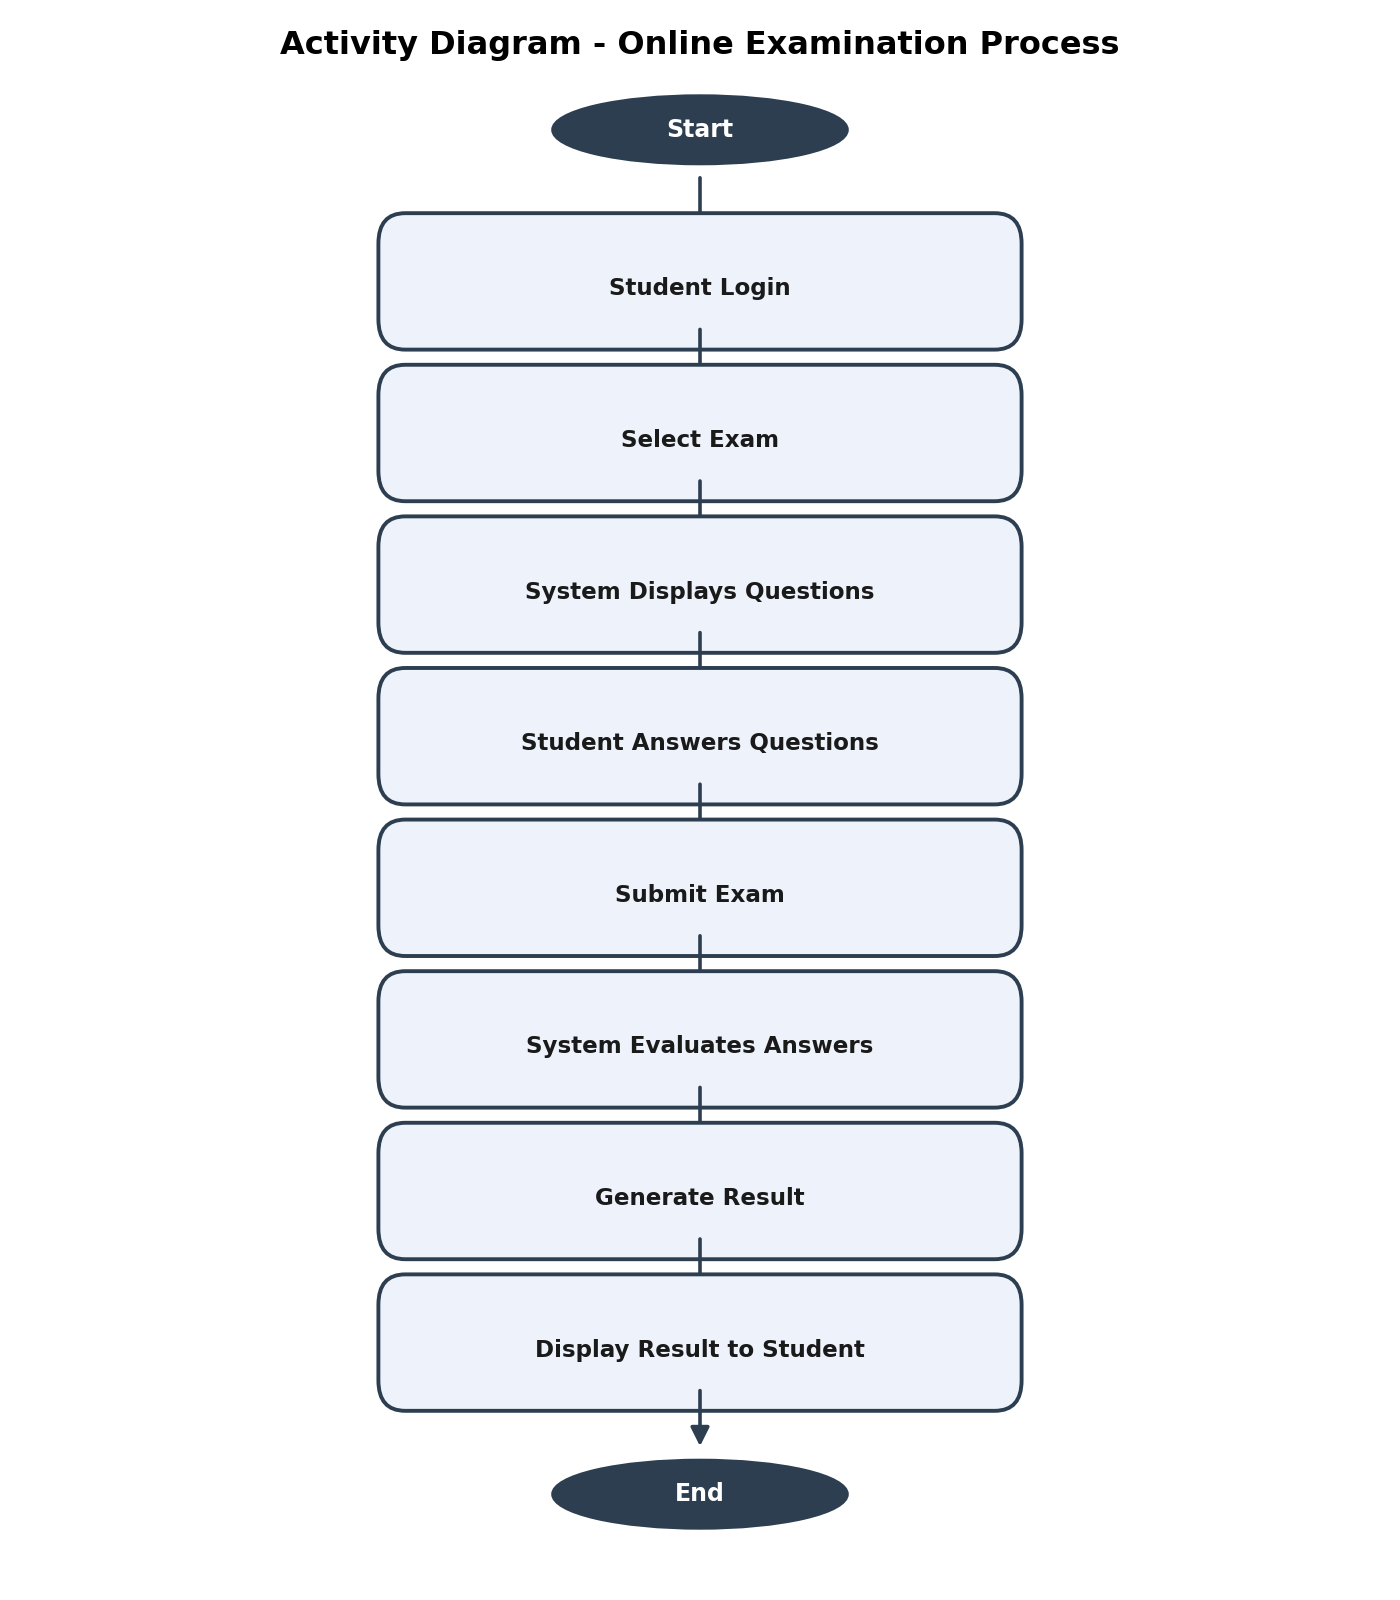 Activity Diagram - Online Examination Process
Start
Student Login
Select Exam
System Displays Questions
Student Answers Questions
Submit Exam
System Evaluates Answers
Generate Result
Display Result to Student
End